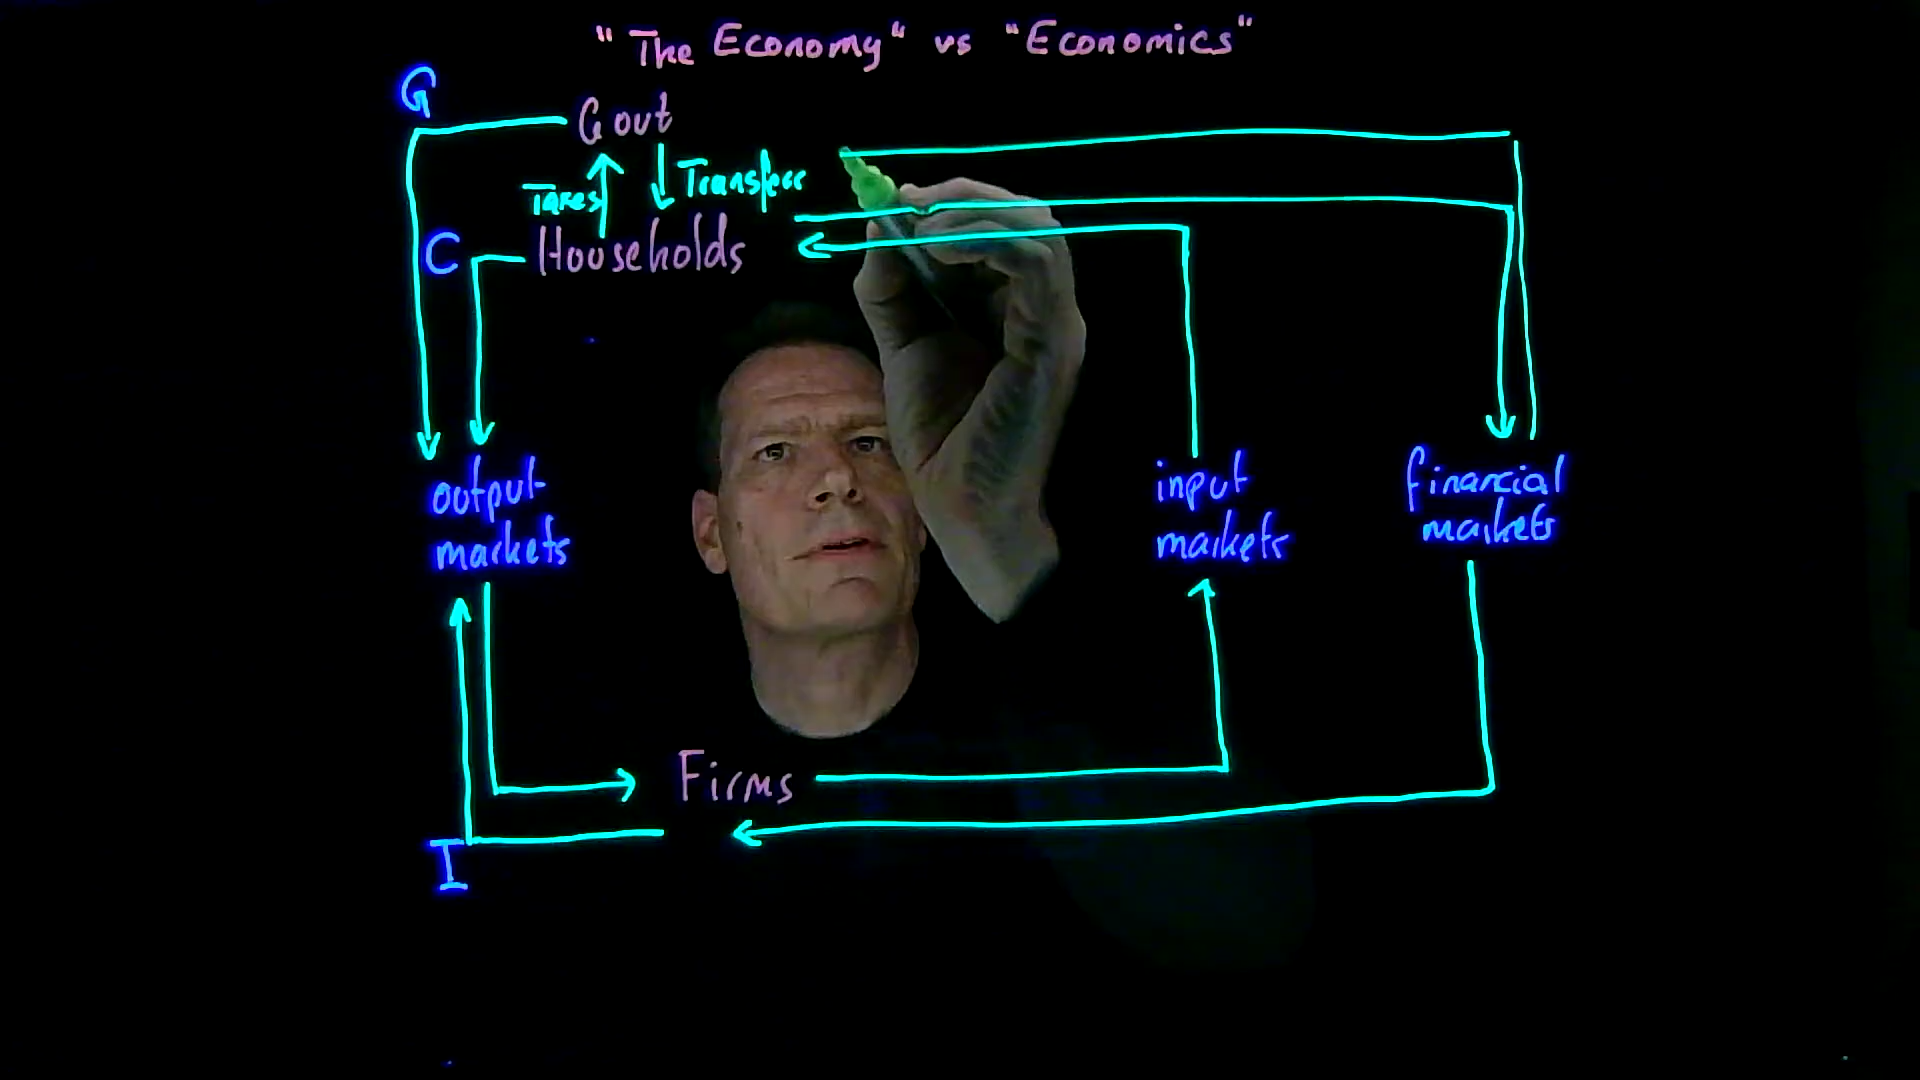 "The Economy" vs "Economics"
G
Gout
Taxes
Transfers
C
Households
output
markets
input
markets
financial
markets
Firms
I